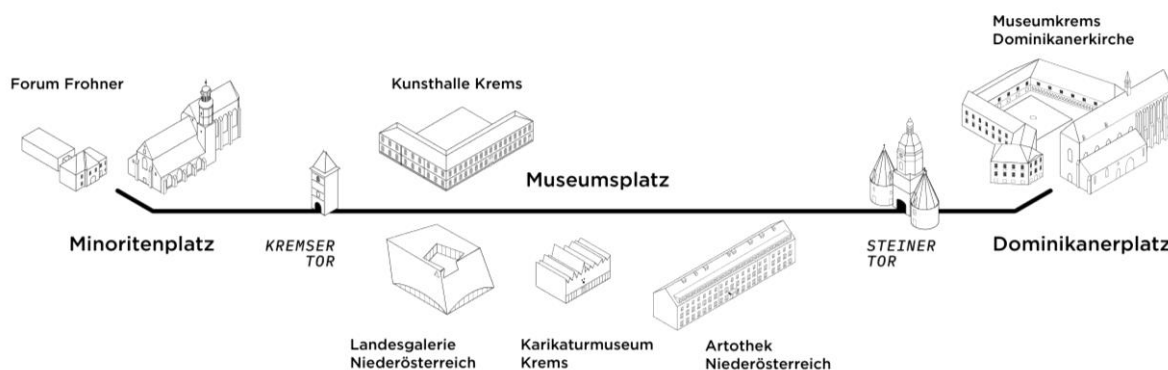 Museumkrems
Dominikanerkirche
Forum Frohner
Kunsthalle Krems
Museumsplatz
Minoritenplatz
KREMSER
TOR
STEINER
TOR
Dominikanerplatz
Landesgalerie
Niederösterreich
Karikaturmuseum
Krems
Artothek
Niederösterreich